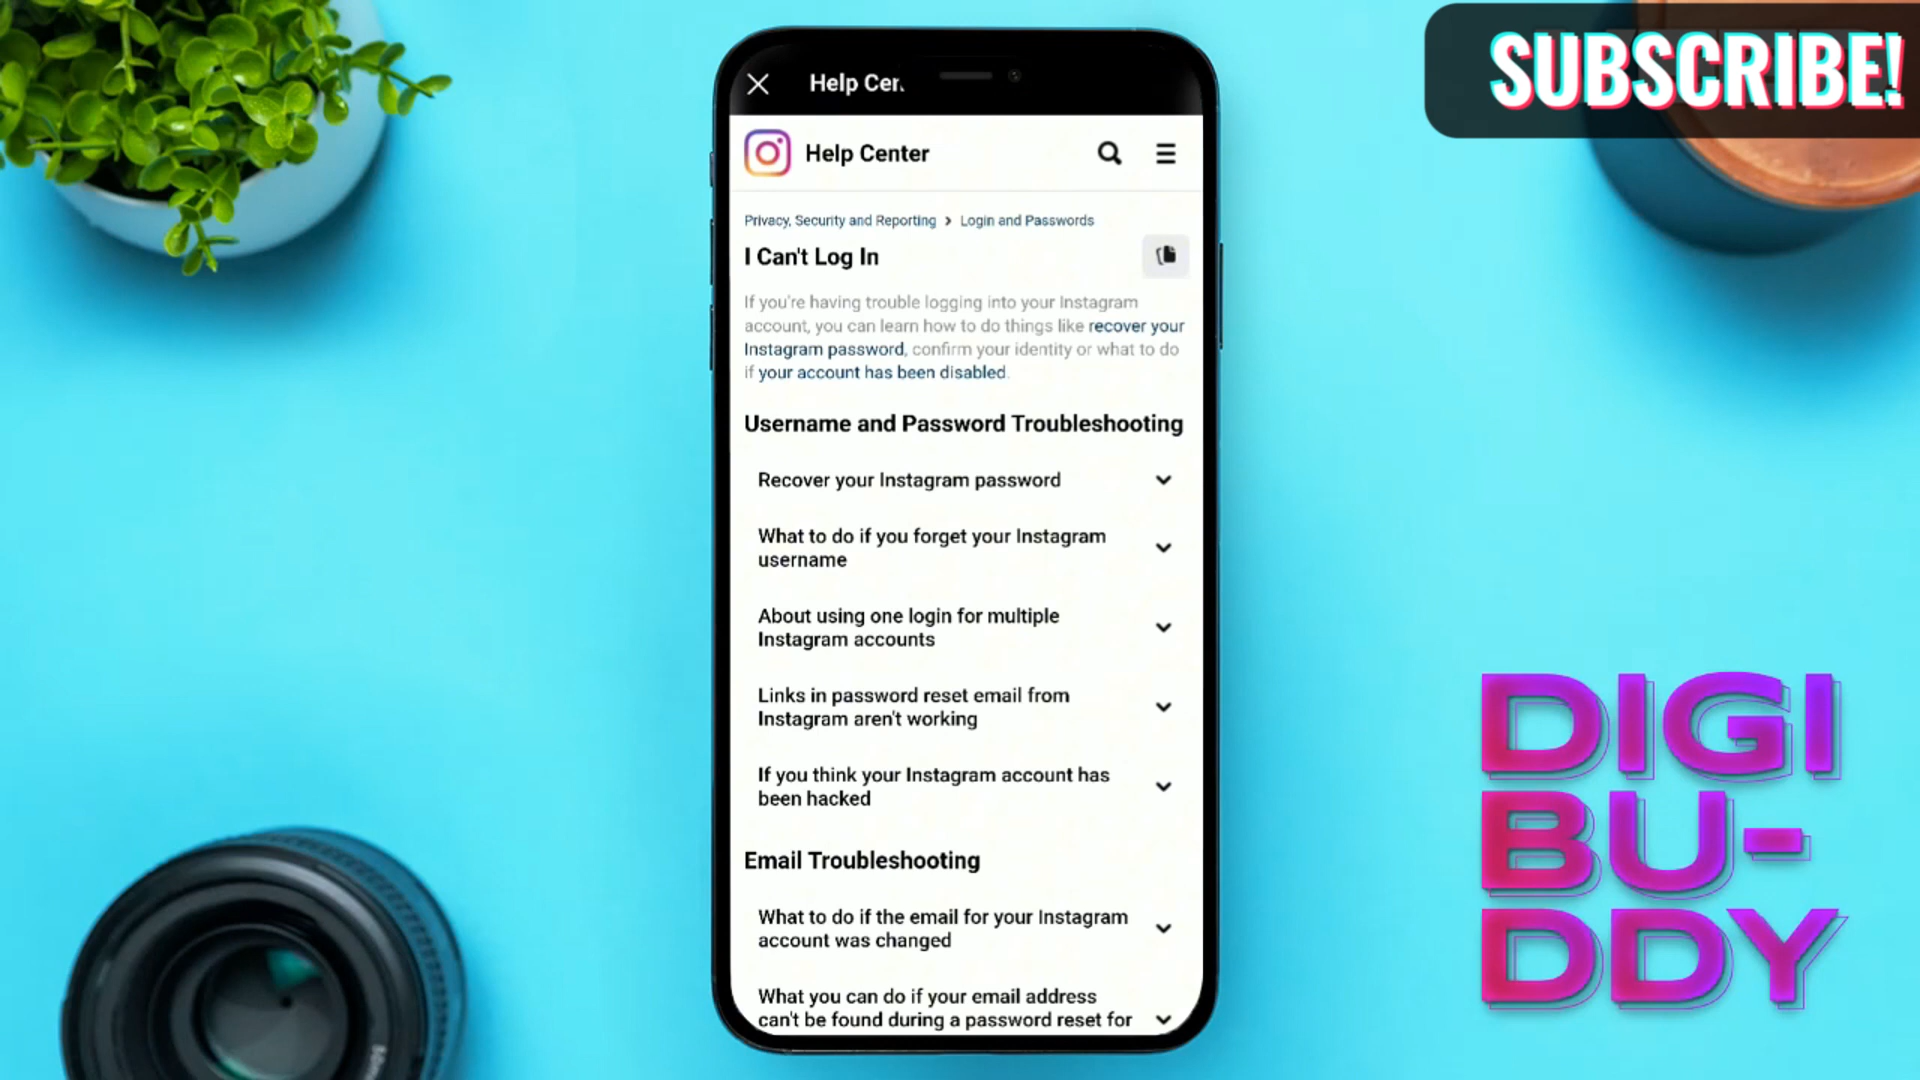 SUBSCRIBE!
Help Cen
Help Center
Privacy, Security and Reporting > Login and Passwords
I Can't Log In
If you're having trouble logging into your Instagram
account, you can learn how to do things like recover your
Instagram password, confirm your identity or what to do
if your account has been disabled.
Username and Password Troubleshooting
Recover your Instagram password
What to do if you forget your Instagram
username
About using one login for multiple
Instagram accounts
Links in password reset email from
Instagram aren't working
If you think your Instagram account has
been hacked
Email Troubleshooting
What to do if the email for your Instagram
account was changed
What you can do if your email address
can't be found during a password reset for
DIGI
BU-
DDY